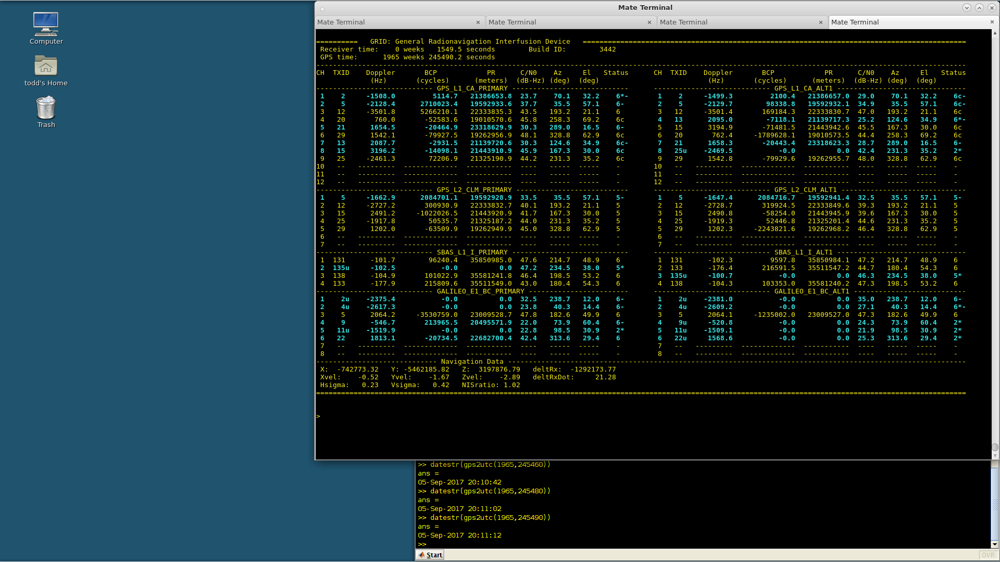 Computer
todd's Home
Trash
Mate Terminal
Mate Terminal × Mate Terminal × Mate Terminal × Mate Terminal ×
========== GRID: General Radionavigation Interfusion Device ============================================================================================
Receiver time: 0 weeks 1549.5 seconds Build ID: 3442
GPS time: 1965 weeks 245490.2 seconds
CH TXID Doppler BCP PR C/N0 Az El Status CH TXID Doppler BCP PR C/N0 Az El Status
(Hz) (cycles) (meters) (dB-Hz) (deg) (deg) (Hz) (cycles) (meters) (dB-Hz) (deg) (deg)
---------------------------- GPS_L1_CA_PRIMARY ---------------------------- ---------------------------- GPS_L1_CA_ALT1 -------------------------------
1 2 -1508.0 5114.7 21386653.8 23.7 70.1 32.2 6*- 1 2 -1499.3 2100.4 21386657.0 29.0 70.1 32.2 6c-
2 5 -2128.4 2710023.4 19592933.6 37.7 35.5 57.1 6- 2 5 -2129.7 98338.8 19592932.1 34.9 35.5 57.1 6c-
3 12 -3501.8 5266210.1 22333835.3 43.5 193.2 21.1 6 3 12 -3501.4 169184.3 22333830.7 47.0 193.2 21.1 6c
4 20 760.0 -52583.6 19010570.6 45.8 258.3 69.2 6c 4 13 2095.0 -7118.1 21139717.3 25.2 124.6 34.9 6*-
5 21 1654.5 -20464.9 23318629.9 30.3 289.0 16.5 6- 5 15 3194.9 -71481.5 21443942.6 45.5 167.3 30.0 6c
6 29 1542.1 -79927.5 19262956.9 48.1 328.8 62.9 6c 6 20 762.4 -1789628.1 19010573.5 44.4 258.3 69.2 6c
7 13 2087.7 -2931.5 21139720.6 30.3 124.6 34.9 6c- 7 21 1658.3 -20443.4 23318623.3 28.7 289.0 16.5 6-
8 15 3196.2 -14098.1 21443910.9 45.9 167.3 30.0 6c 8 25u -2469.5 -0.0 0.0 42.4 231.3 35.2 2*
9 25 -2461.3 72206.9 21325190.9 44.2 231.3 35.2 6c 9 29 1542.8 -79929.6 19262955.7 48.0 328.8 62.9 6c
10 -- --------- ------------- ----------- ---- ----- ----- - 10 -- --------- ------------- ----------- ---- ----- ----- -
11 -- --------- ------------- ----------- ---- ----- ----- - 11 -- --------- ------------- ----------- ---- ----- ----- -
12 -- --------- ------------- ----------- ---- ----- ----- - 12 -- --------- ------------- ----------- ---- ----- ----- -
---------------------------- GPS_L2_CLM_PRIMARY --------------------------- ---------------------------- GPS_L2_CLM_ALT1 ------------------------------
1 5 -1662.9 2084701.1 19592928.9 33.5 35.5 57.1 5- 1 5 -1647.4 2084716.7 19592941.4 32.5 35.5 57.1 5-
2 12 -2727.2 300930.9 22333832.7 40.1 193.2 21.1 5 2 12 -2728.7 319924.5 22333849.6 39.3 193.2 21.1 5
3 15 2491.2 -1022026.5 21443920.9 41.7 167.3 30.0 5 3 15 2490.8 -58254.0 21443945.9 39.6 167.3 30.0 5
4 25 -1917.8 50535.7 21325187.2 44.0 231.3 35.2 5 4 25 -1919.3 52446.8 21325201.4 44.6 231.3 35.2 5
5 29 1202.0 -63509.9 19262949.9 45.0 328.8 62.9 5 5 29 1202.3 -2243821.6 19262968.2 46.4 328.8 62.9 5
6 -- --------- ------------- ----------- ---- ----- ----- - 6 -- --------- ------------- ----------- ---- ----- ----- -
7 -- --------- ------------- ----------- ---- ----- ----- - 7 -- --------- ------------- ----------- ---- ----- ----- -
---------------------------- SBAS_L1_I_PRIMARY ---------------------------- ---------------------------- SBAS_L1_I_ALT1 -------------------------------
1 131 -101.7 96240.4 35850985.0 47.6 214.7 48.9 6 1 131 -102.3 9597.8 35850984.1 47.2 214.7 48.9 6
2 135u -102.5 -0.0 0.0 47.2 234.5 38.0 5* 2 133 -176.4 216591.5 35511547.2 44.7 180.4 54.3 6
3 138 -104.9 101022.9 35581241.8 46.4 198.5 53.2 6 3 135u -100.7 -0.0 0.0 46.3 234.5 38.0 5*
4 133 -177.9 215809.6 35511549.0 43.0 180.4 54.3 6 4 138 -104.3 103353.0 35581240.2 47.3 198.5 53.2 6
---------------------------- GALILEO_E1_BC_PRIMARY ------------------------ ---------------------------- GALILEO_E1_BC_ALT1 ---------------------------
1 2u -2375.4 -0.0 0.0 32.5 238.7 12.0 6- 1 2u -2381.0 -0.0 0.0 35.0 238.7 12.0 6-
2 4u -2617.3 -0.0 0.0 23.8 40.3 14.4 6- 2 4u -2609.2 -0.0 0.0 27.1 40.3 14.4 6*-
3 5 2064.2 -3530759.0 23009528.7 47.8 182.6 49.9 6 3 5 2064.1 -1235002.0 23009527.0 47.3 182.6 49.9 6
4 9 -546.7 213965.5 20495571.9 22.0 73.9 60.4 6- 4 9u -520.8 -0.0 0.0 24.3 73.9 60.4 2*
5 11u -1519.9 -0.0 0.0 22.8 98.5 30.9 2* 5 11u -1509.1 -0.0 0.0 21.9 98.5 30.9 2*
6 22 1813.1 -20734.5 22682700.4 42.4 313.6 29.4 6 6 22u 1568.6 -0.0 0.0 25.3 313.6 29.4 2*
7 -- --------- ------------- ----------- ---- ----- ----- - 7 -- --------- ------------- ----------- ---- ----- ----- -
8 -- --------- ------------- ----------- ---- ----- ----- - 8 -- --------- ------------- ----------- ---- ----- ----- -
----------------------------- Navigation Data --------------------------------------------------------------------------------------------------------------
X: -742773.32 Y: -5462185.82 Z: 3197876.79 deltRx: -1292173.77
Xvel: -0.52 Yvel: -1.67 Zvel: -2.89 deltRxDot: 21.28
Hsigma: 0.23 Vsigma: 0.42 NISratio: 1.02
============================================================================================================================================================
>
>> datestr(gps2utc(1965,245460))
ans =
05-Sep-2017 20:10:42
>> datestr(gps2utc(1965,245480))
ans =
05-Sep-2017 20:11:02
>> datestr(gps2utc(1965,245490))
ans =
05-Sep-2017 20:11:12
>>
Start OVR